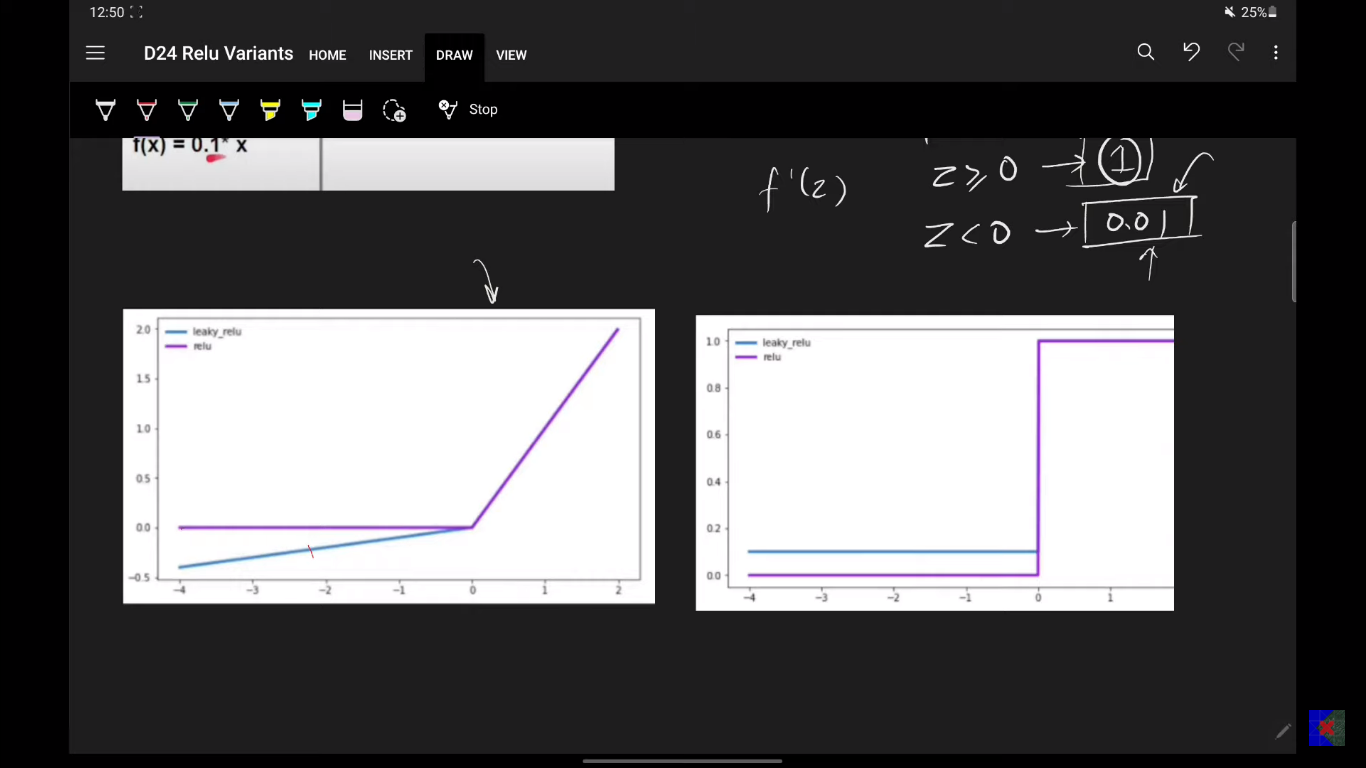 12:50
25%
D24 Relu Variants HOME INSERT DRAW VIEW
Stop
f(x) = 0.1* x
f'(z)
z ≥ 0 → 1
z < 0 → 0.01
leaky_relu
relu
2.0
1.5
1.0
0.5
0.0
−0.5
−4 −3 −2 −1 0 1 2
leaky_relu
relu
1.0
0.8
0.6
0.4
0.2
0.0
−4 −3 −2 −1 0 1